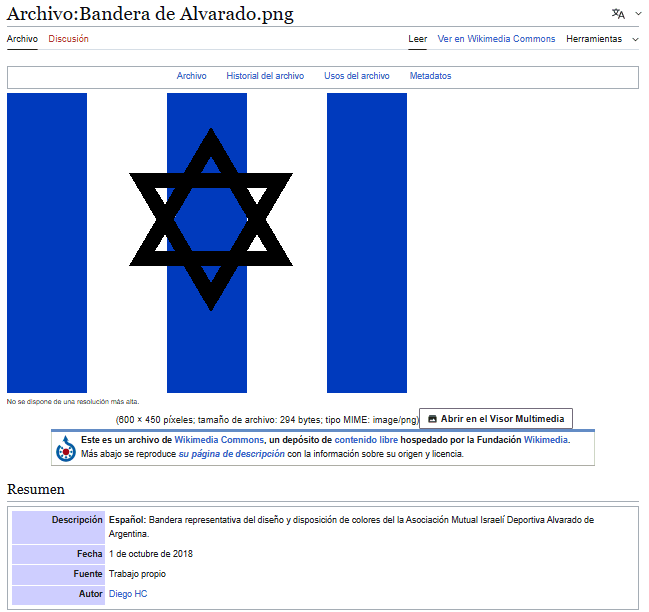 Archivo:Bandera de Alvarado.png
Archivo Discusión Leer Ver en Wikimedia Commons Herramientas
Archivo Historial del archivo Usos del archivo Metadatos
No se dispone de una resolución más alta.
(600 × 450 píxeles; tamaño de archivo: 294 bytes; tipo MIME: image/png) Abrir en el Visor Multimedia
Este es un archivo de Wikimedia Commons, un depósito de contenido libre hospedado por la Fundación Wikimedia.
Más abajo se reproduce su página de descripción con la información sobre su origen y licencia.
Resumen
Descripción Español: Bandera representativa del diseño y disposición de colores del la Asociación Mutual Israelí Deportiva Alvarado de
Argentina.
Fecha 1 de octubre de 2018
Fuente Trabajo propio
Autor Diego HC